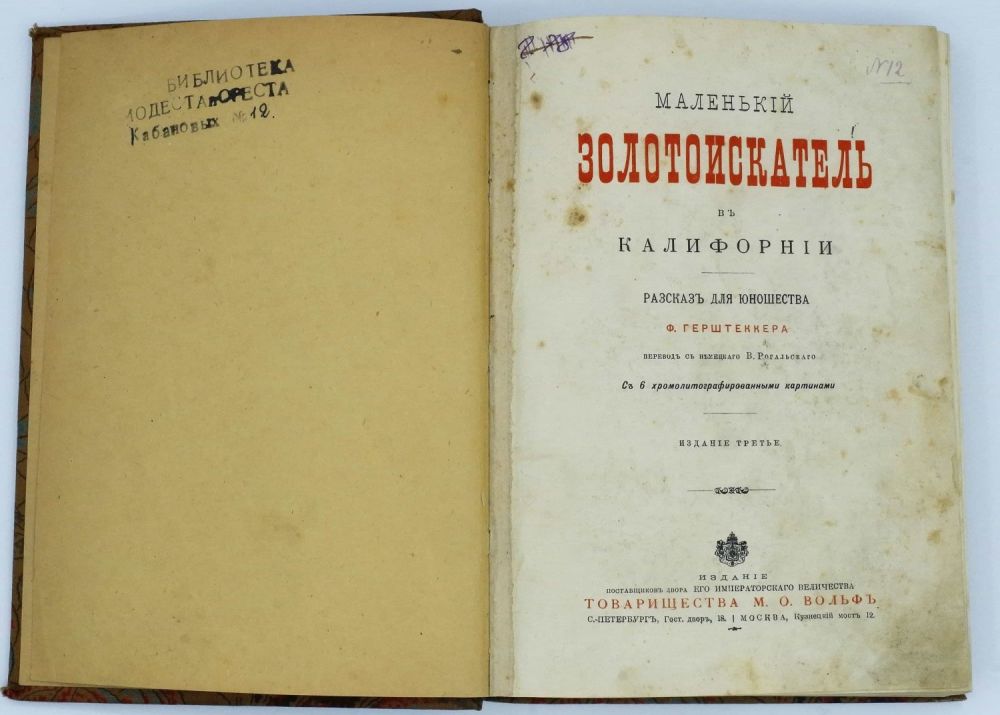 БИБЛИОТЕКА
МОДЕСТА и ОРЕСТА
Кабановых № 12.
№12
МАЛЕНЬКІЙ
ЗОЛОТОИСКАТЕЛЬ
ВЪ
КАЛИФОРНІИ
РАЗСКАЗЪ ДЛЯ ЮНОШЕСТВА
Ф. ГЕРШТЕККЕРА
ПЕРЕВОДЪ СЪ НѢМЕЦКАГО В. РОГАЛЬСКАГО
Съ 6 хромолитографированными картинами
ИЗДАНІЕ ТРЕТЬЕ
ИЗДАНІЕ
ПОСТАВЩИКОВЪ ДВОРА ЕГО ИМПЕРАТОРСКАГО ВЕЛИЧЕСТВА
ТОВАРИЩЕСТВА М. О. ВОЛЬФЪ
С.-ПЕТЕРБУРГЪ, Гост. дворъ, 18. | МОСКВА, Кузнецкій мостъ 12.